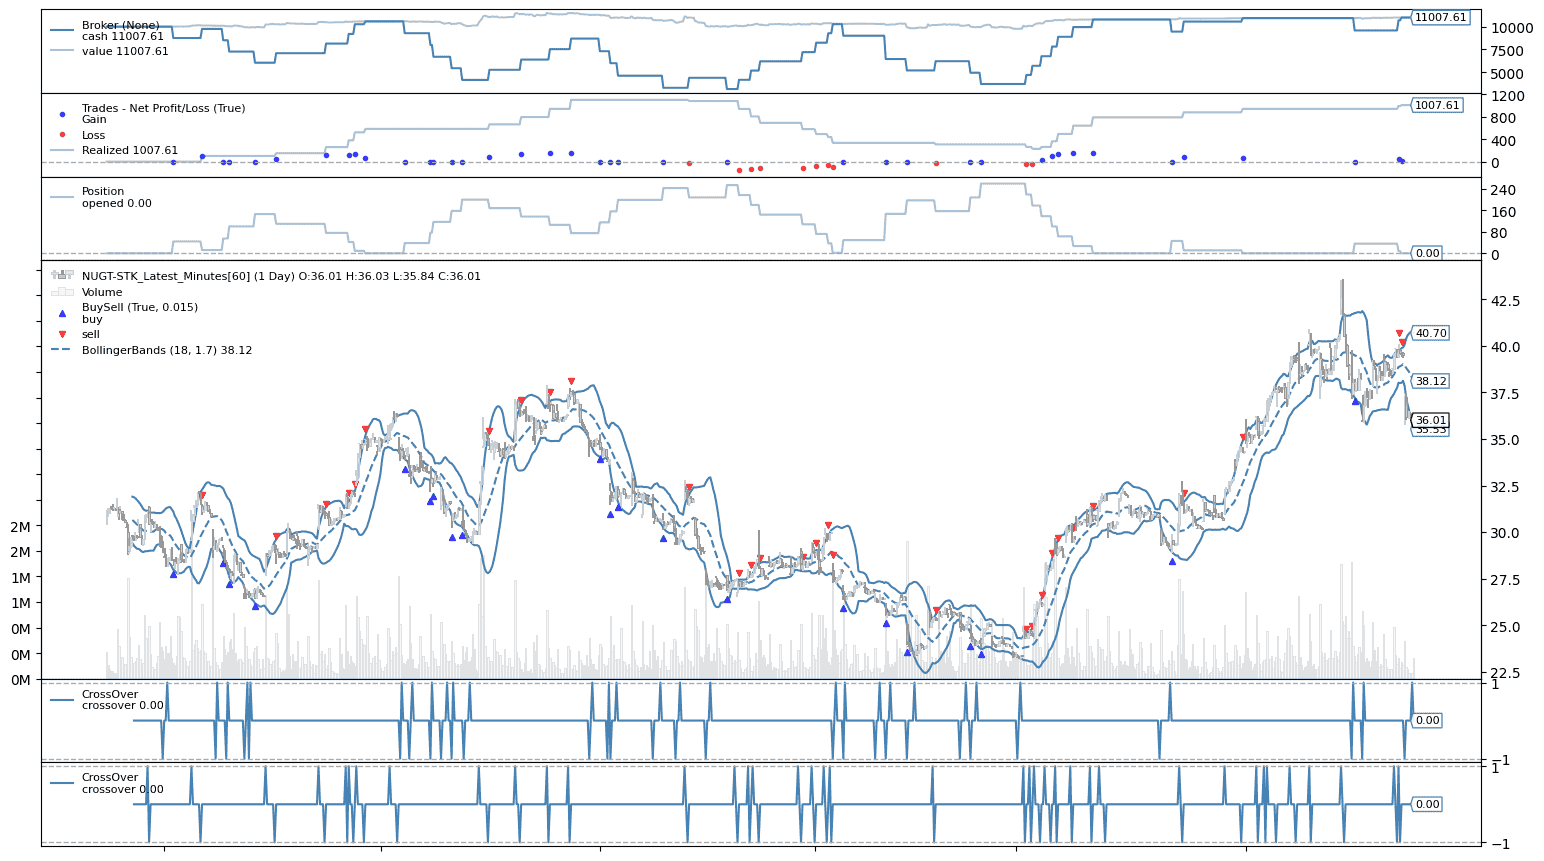 Broker (None)
cash 11007.61
value 11007.61
11007.61
10000
7500
5000
Trades - Net Profit/Loss (True)
Gain
Loss
Realized 1007.61
1200
1007.61
800
400
0
Position
opened 0.00
240
160
80
0.00
0
NUGT-STK_Latest_Minutes[60] (1 Day) O:36.01 H:36.03 L:35.84 C:36.01
Volume
BuySell (True, 0.015)
buy
sell
BollingerBands (18, 1.7) 38.12
42.5
40.70
40.0
38.12
37.5
36.01
35.53
35.0
32.5
30.0
27.5
25.0
22.5
2M
2M
1M
1M
0M
0M
0M
CrossOver
crossover 0.00
1
0.00
−1
CrossOver
crossover 0.00
1
0.00
−1